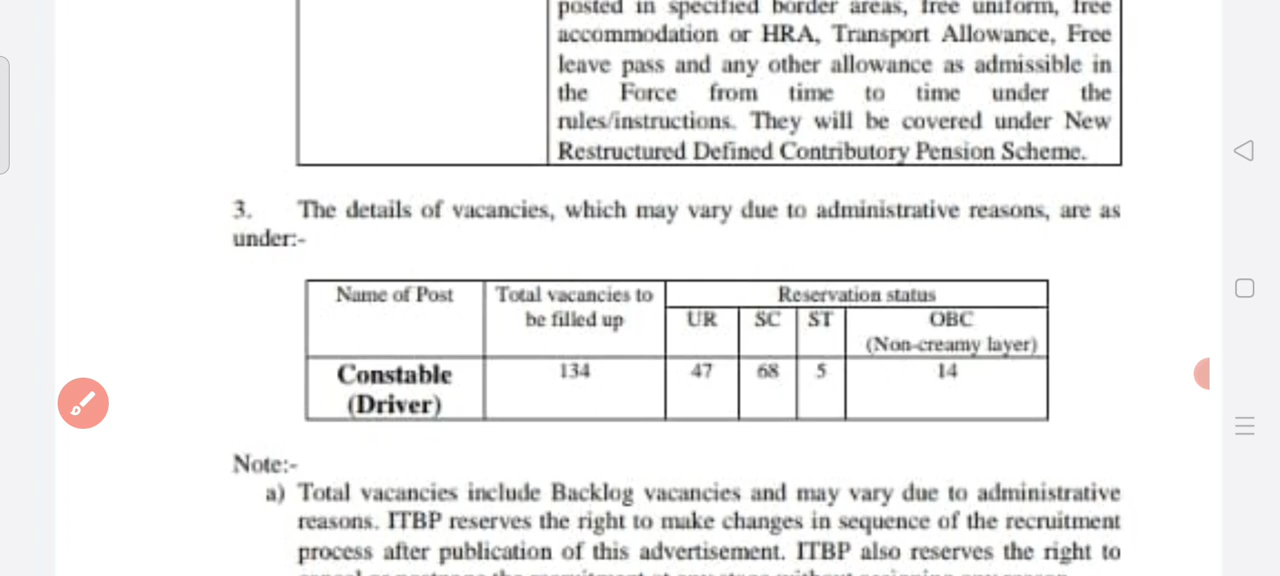 posted in specified border areas, free uniform, free
accommodation or HRA, Transport Allowance, Free
leave pass and any other allowance as admissible in
the Force from time to time under the
rules/instructions. They will be covered under New
Restructured Defined Contributory Pension Scheme.
3. The details of vacancies, which may vary due to administrative reasons, are as
under:-
Name of Post Total vacancies to Reservation status
be filled up UR SC ST OBC
(Non-creamy layer)
Constable 134 47 68 5 14
(Driver)
Note:-
a) Total vacancies include Backlog vacancies and may vary due to administrative
reasons. ITBP reserves the right to make changes in sequence of the recruitment
process after publication of this advertisement. ITBP also reserves the right to